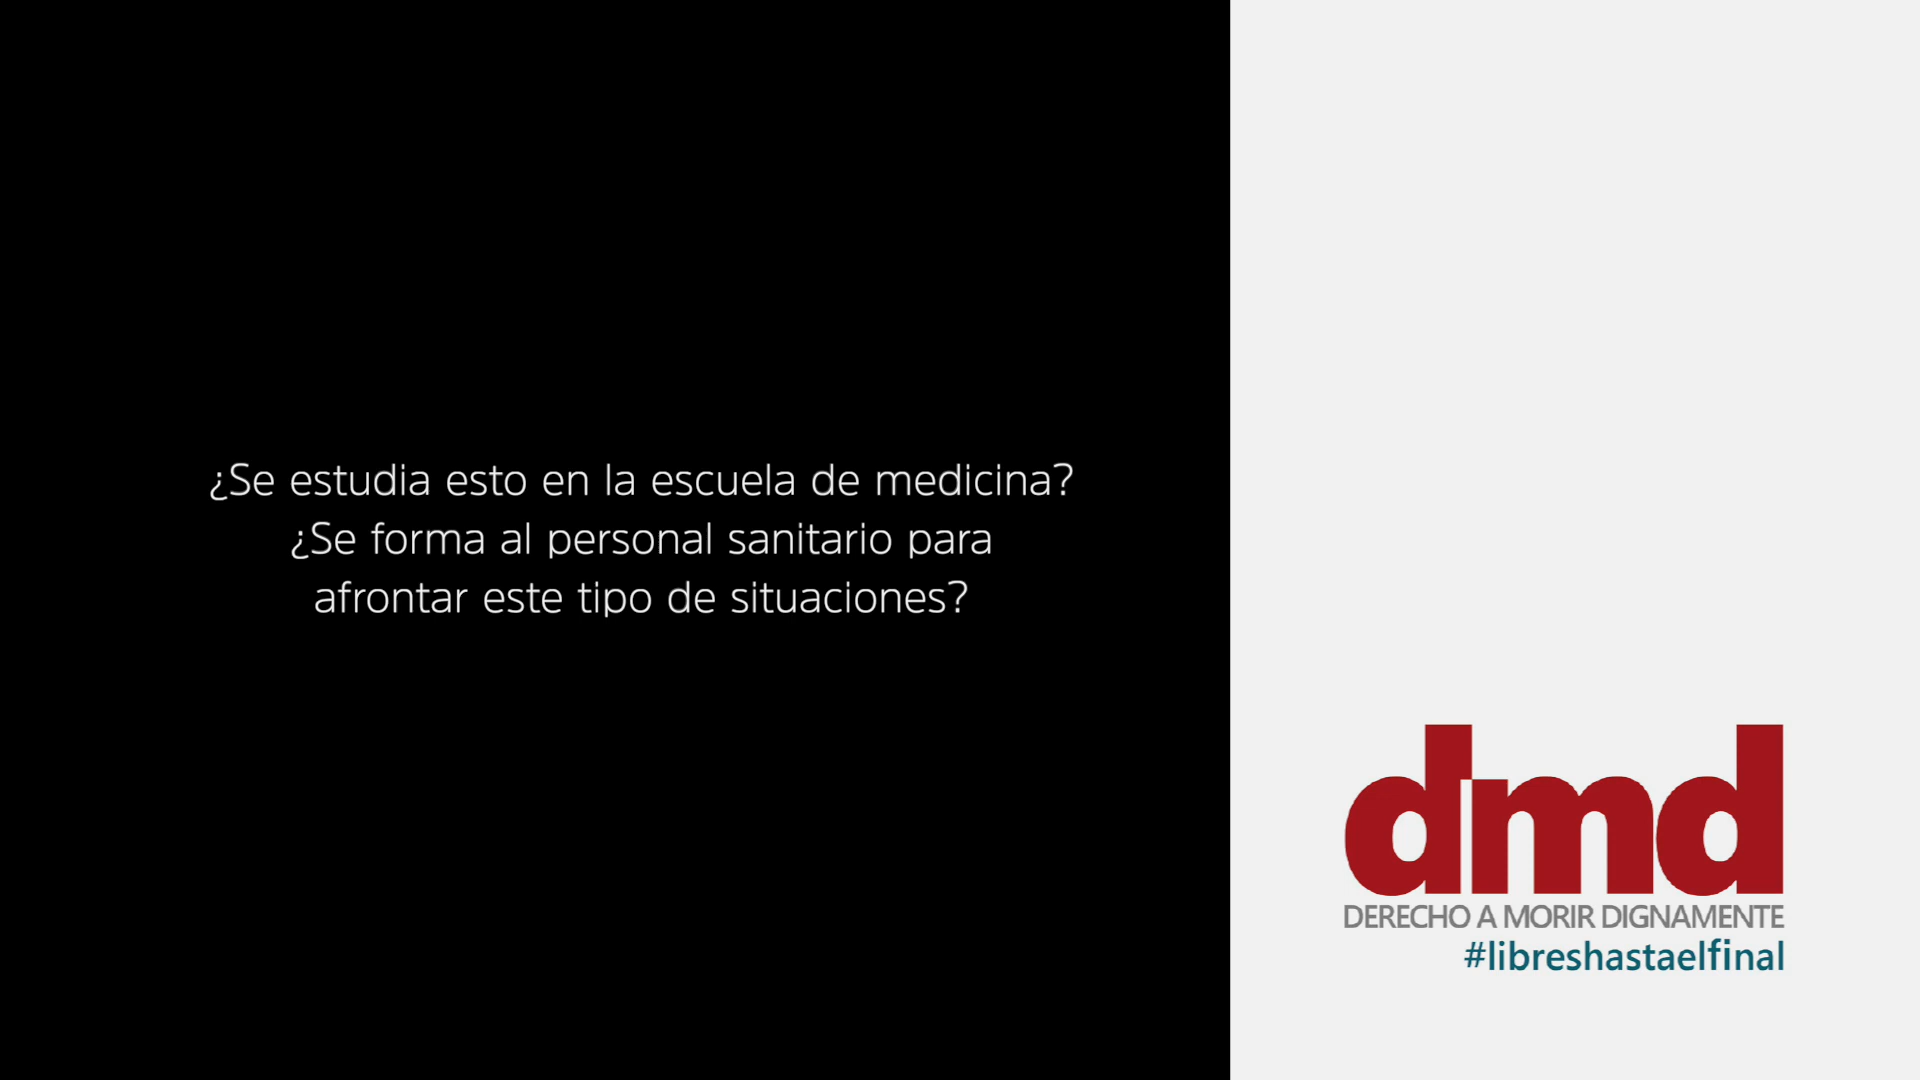 ¿Se estudia esto en la escuela de medicina?
¿Se forma al personal sanitario para
afrontar este tipo de situaciones?
dmd
DERECHO A MORIR DIGNAMENTE
#libreshastaelfinal